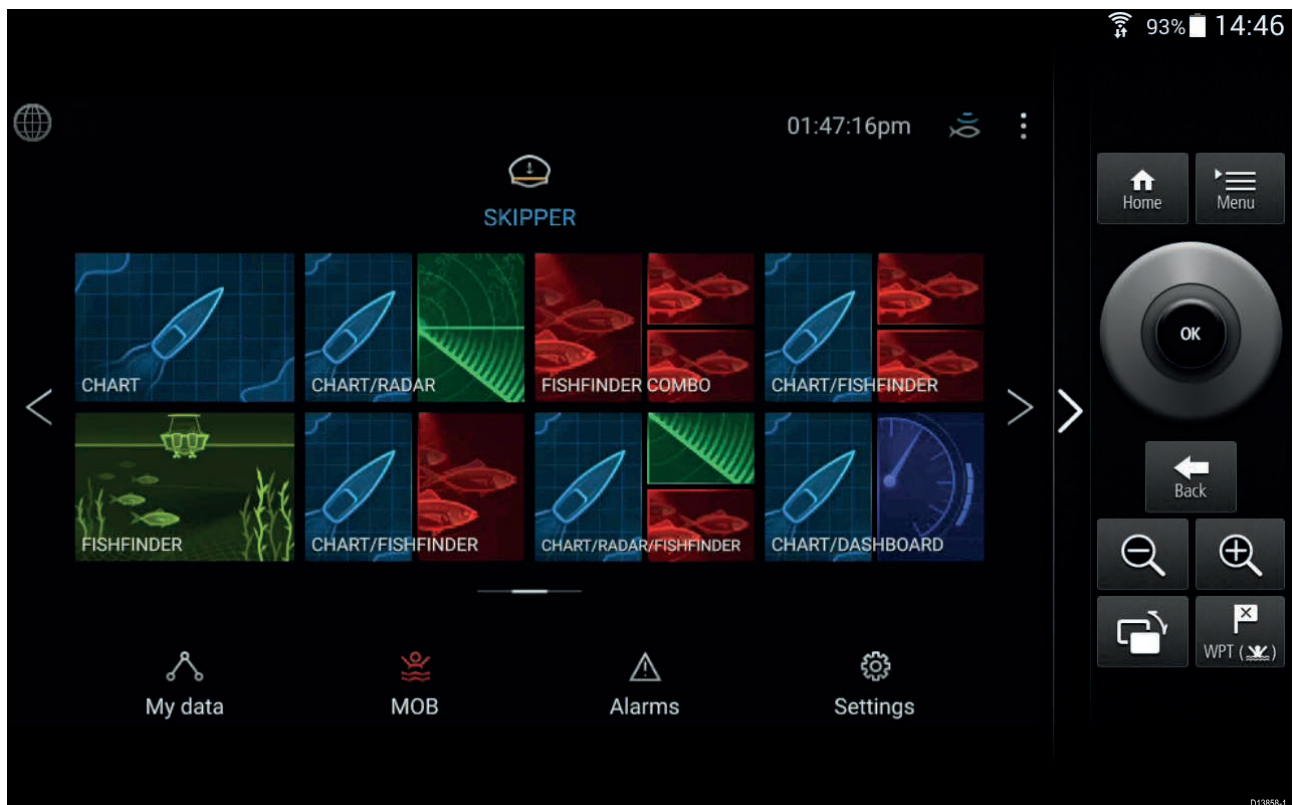 93% 14:46
01:47:16pm
SKIPPER
CHART
CHART/RADAR
FISHFINDER COMBO
CHART/FISHFINDER
FISHFINDER
CHART/FISHFINDER
CHART/RADAR/FISHFINDER
CHART/DASHBOARD
My data
MOB
Alarms
Settings
Home
Menu
OK
Back
WPT ( )
D13858-1